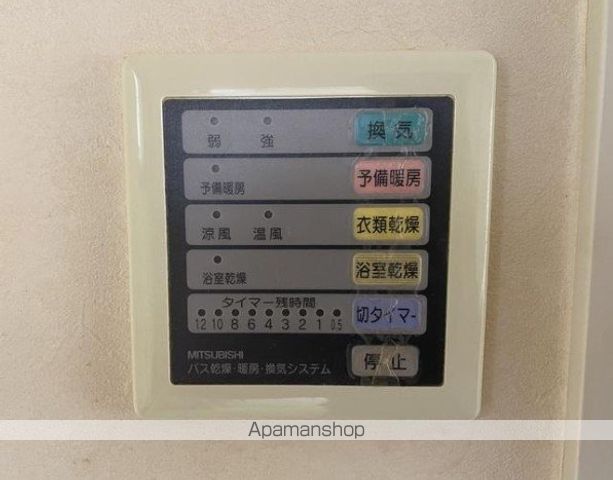 弱 強 換気
予備暖房 予備暖房
涼風 温風 衣類乾燥
浴室乾燥 浴室乾燥
タイマー残時間
12 10 8 6 4 3 2 1 0.5 切タイマー
MITSUBISHI
バス乾燥・暖房・換気システム 停止
Apamanshop